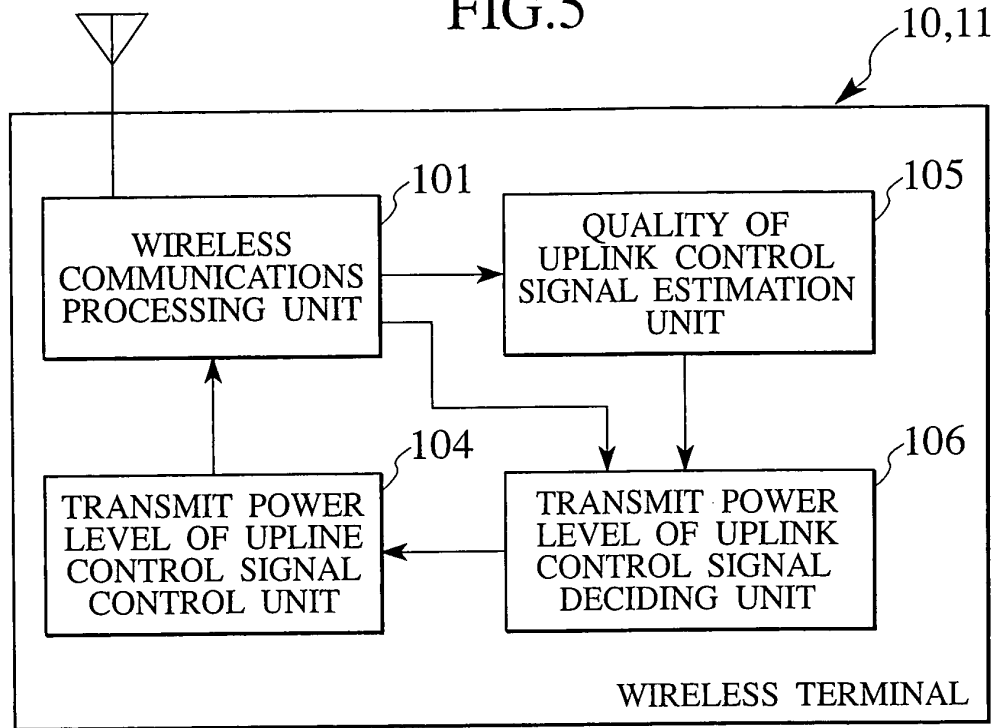 FIG.5
10,11
101
WIRELESS
COMMUNICATIONS
PROCESSING UNIT
105
QUALITY OF
UPLINK CONTROL
SIGNAL ESTIMATION
UNIT
104
TRANSMIT POWER
LEVEL OF UPLINE
CONTROL SIGNAL
CONTROL UNIT
106
TRANSMIT POWER
LEVEL OF UPLINK
CONTROL SIGNAL
DECIDING UNIT
WIRELESS TERMINAL